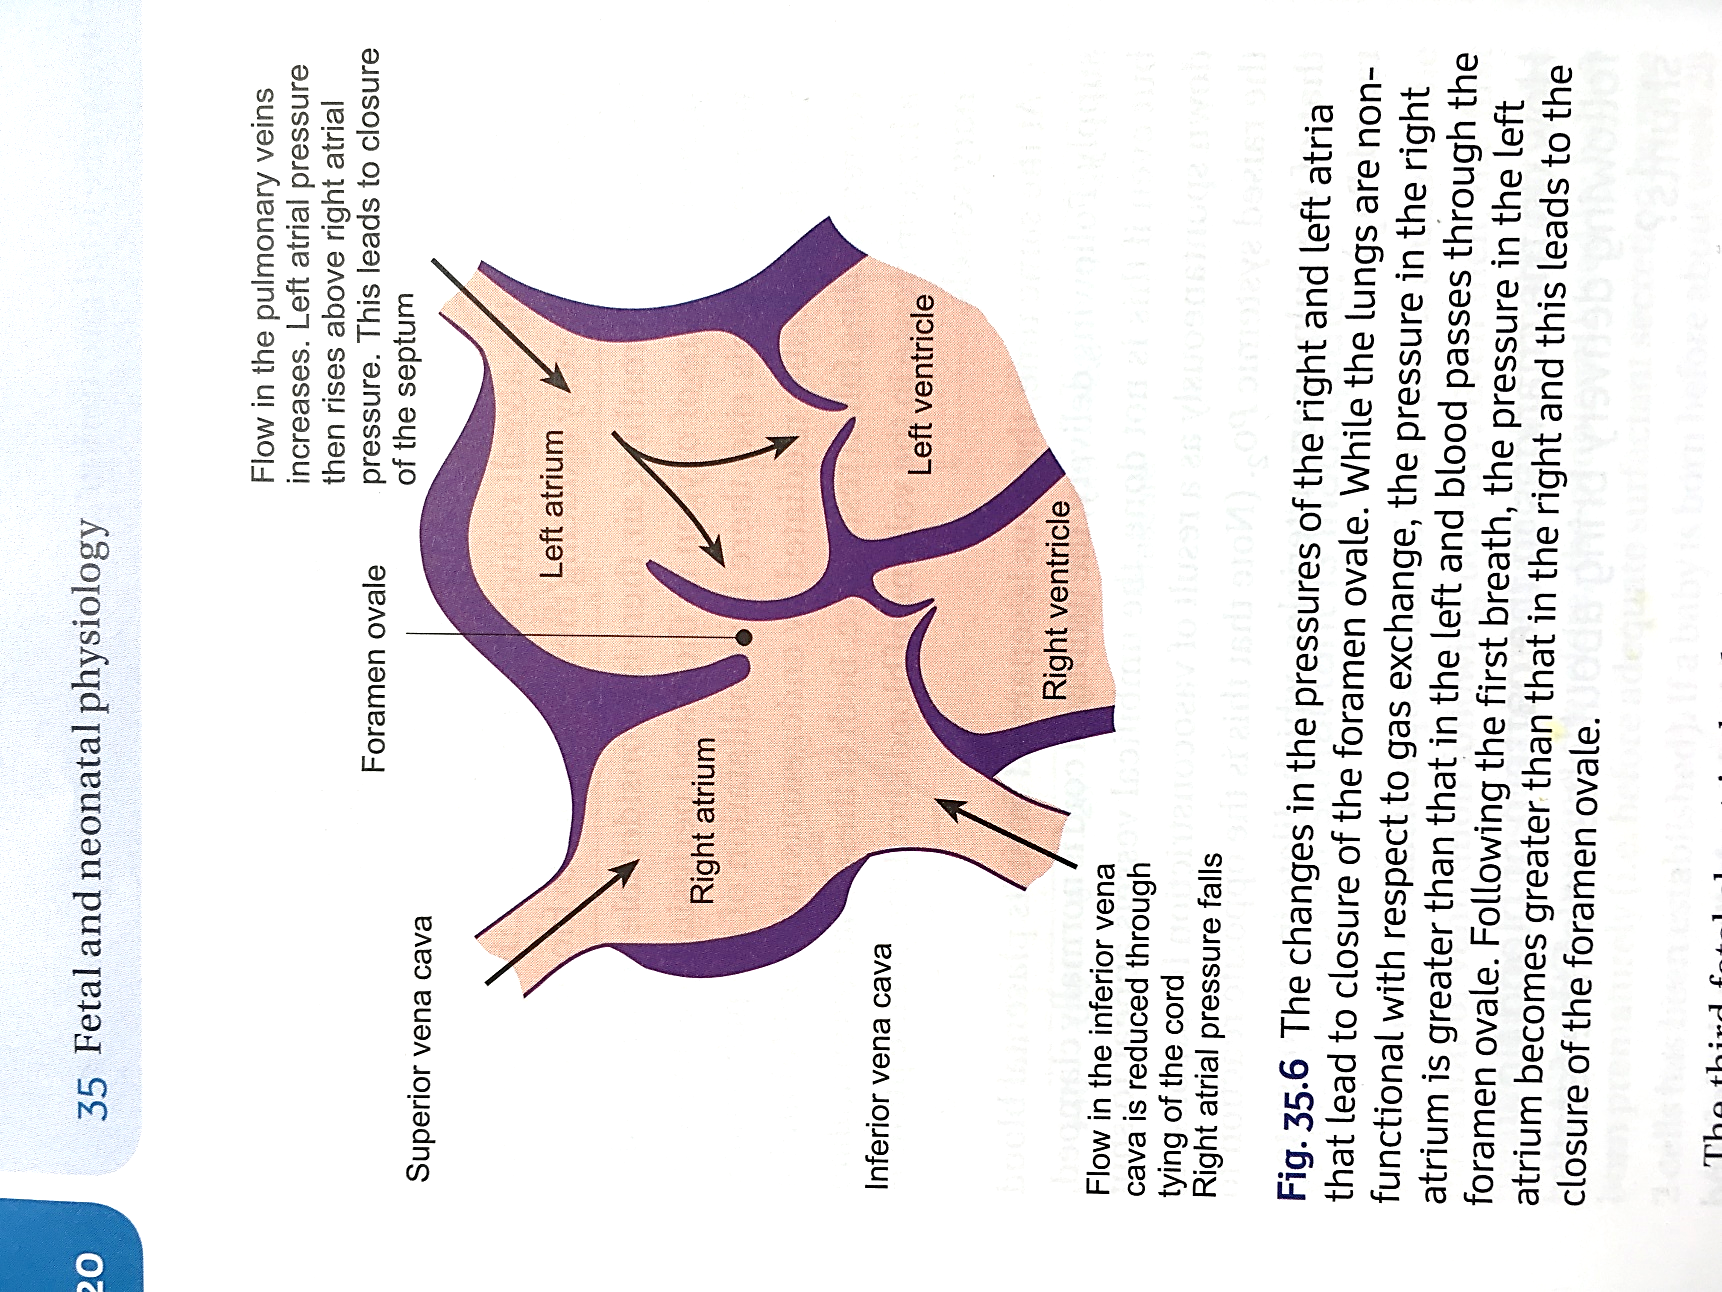 20
35 Fetal and neonatal physiology
Flow in the pulmonary veins
increases. Left atrial pressure
then rises above right atrial
pressure. This leads to closure
of the septum
Foramen ovale
Superior vena cava
Left atrium
Right atrium
Left ventricle
Right ventricle
Inferior vena cava
Flow in the inferior vena
cava is reduced through
tying of the cord
Right atrial pressure falls
Fig. 35.6 The changes in the pressures of the right and left atria
that lead to closure of the foramen ovale. While the lungs are non-
functional with respect to gas exchange, the pressure in the right
atrium is greater than that in the left and blood passes through the
foramen ovale. Following the first breath, the pressure in the left
atrium becomes greater than that in the right and this leads to the
closure of the foramen ovale.
The third fetal